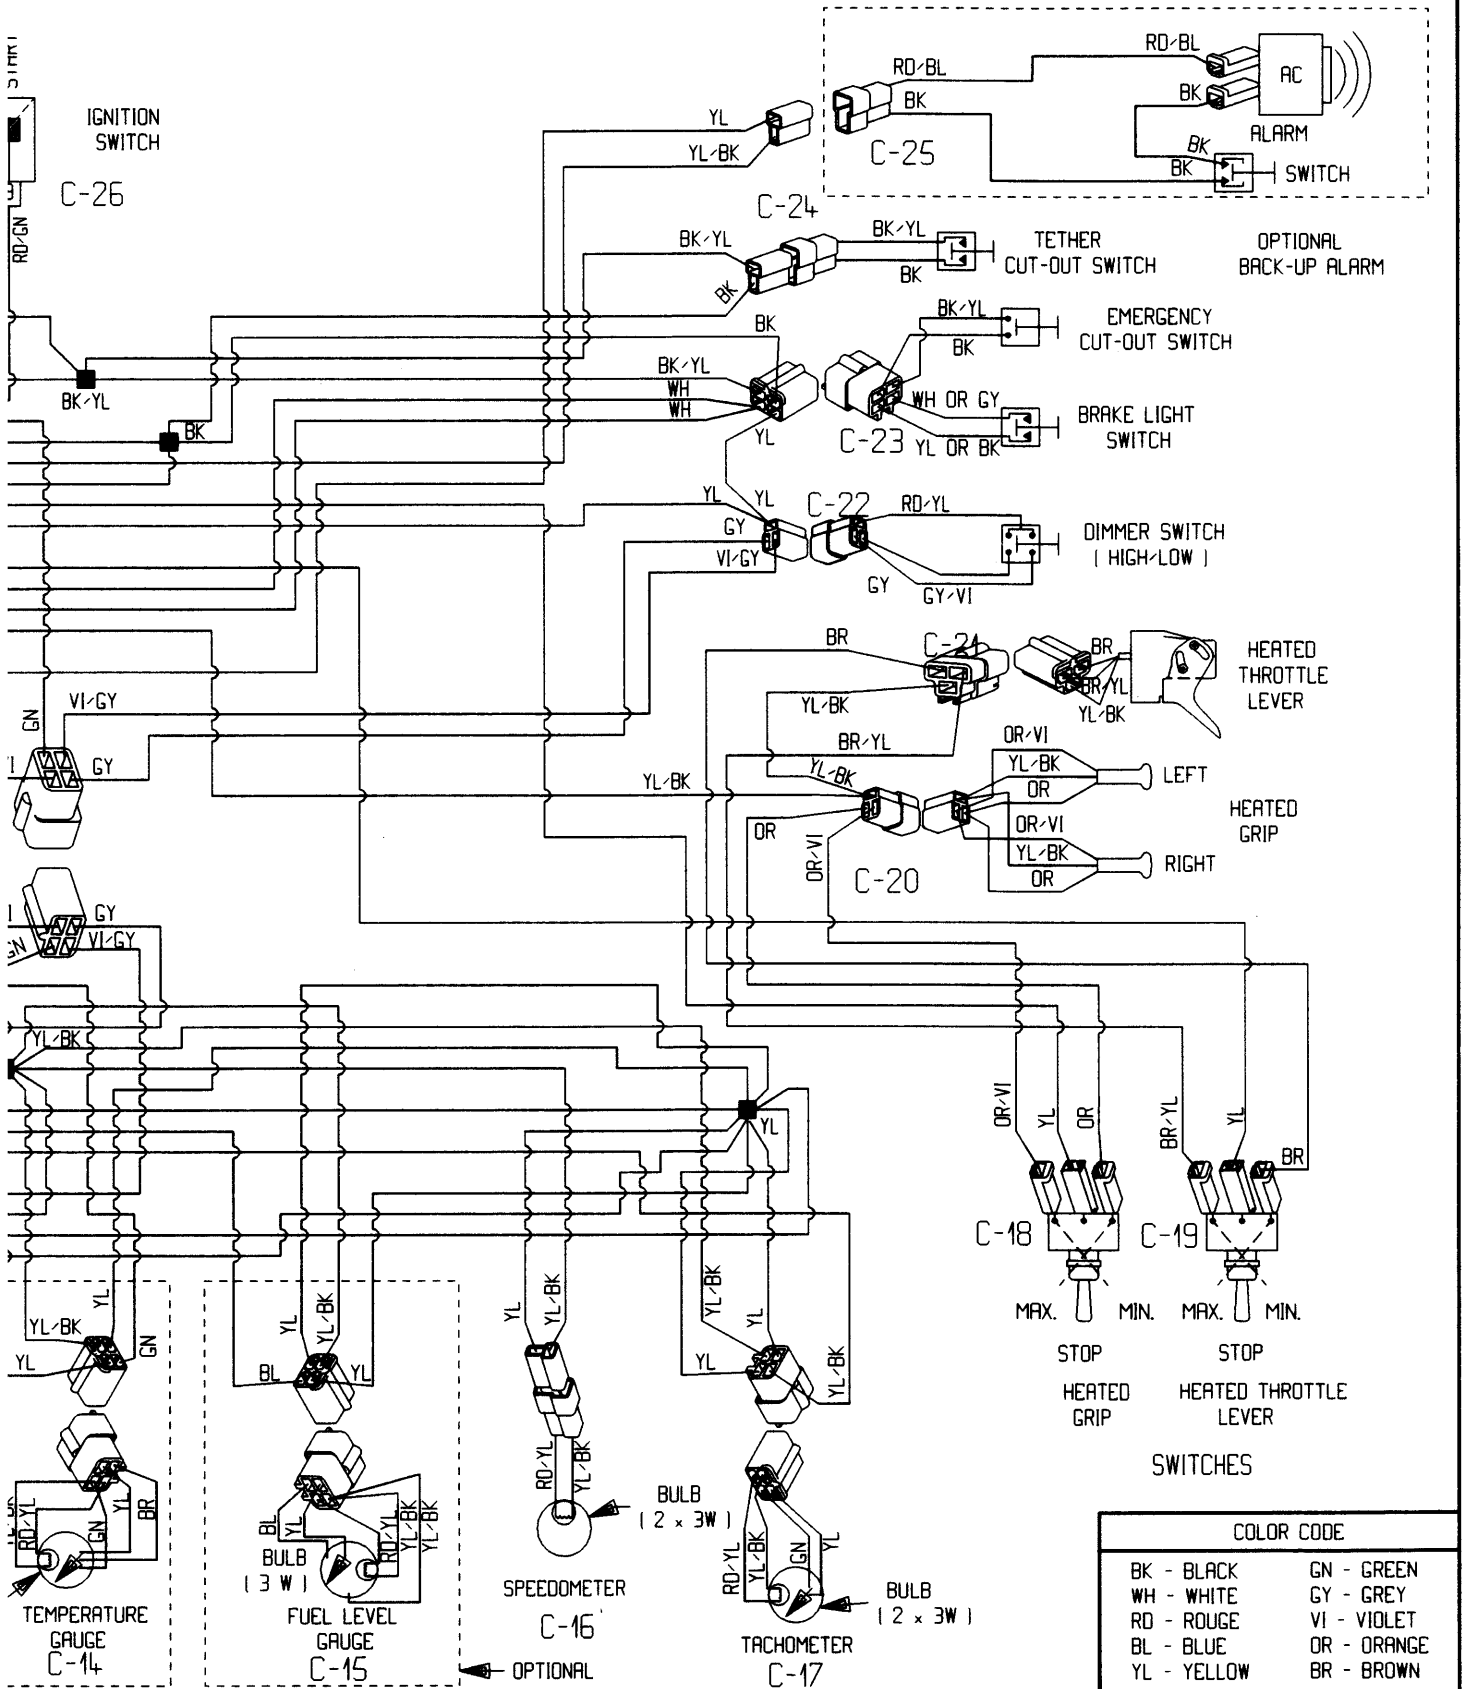 START
IGNITION
SWITCH
C-26
RD/GN
RD/BL
RD/BL
AC
BK
BK
ALARM
YL
YL/BK
C-25
BK
BK
SWITCH
C-24
BK/YL
BK/YL
BK
BK
TETHER
CUT-OUT SWITCH
OPTIONAL
BACK-UP ALARM
BK/YL
BK
BK
EMERGENCY
CUT-OUT SWITCH
BK/YL
BK/YL
WH
WH
BK
YL
C-23
WH OR GY
YL OR BK
BRAKE LIGHT
SWITCH
YL
YL
C-22
RD/YL
GY
VI/GY
GY
GY/VI
DIMMER SWITCH
( HIGH/LOW )
BR
C-21
BR
BR/YL
YL/BK
HEATED
THROTTLE
LEVER
GN
VI/GY
GY
YL/BK
BR/YL
YL/BK
YL/BK
OR
OR/VI
C-20
OR/VI
YL/BK
OR
LEFT
OR/VI
YL/BK
OR
RIGHT
HEATED
GRIP
GY
VI/GY
GN
YL/BK
YL
OR/VI
YL
OR
BR/YL
YL
BR
C-18
C-19
MAX.
MIN.
MAX.
MIN.
STOP
STOP
HEATED
GRIP
HEATED THROTTLE
LEVER
SWITCHES
YL/BK
YL
YL
GN
YL
YL/BK
BL
YL
YL
YL/BK
YL/BK
YL
YL
YL/BK
RD/YL
GN
YL
BR
BL
YL
RD/YL
YL/BK
YL/BK
BULB
( 3 W )
RD/YL
YL/BK
BULB
( 2 x 3W )
RD/YL
YL/BK
GN
YL
BULB
( 2 x 3W )
TEMPERATURE
GAUGE
C-14
FUEL LEVEL
GAUGE
C-15
OPTIONAL
SPEEDOMETER
C-16
TACHOMETER
C-17
COLOR CODE
BK - BLACK
GN - GREEN
WH - WHITE
GY - GREY
RD - ROUGE
VI - VIOLET
BL - BLUE
OR - ORANGE
YL - YELLOW
BR - BROWN